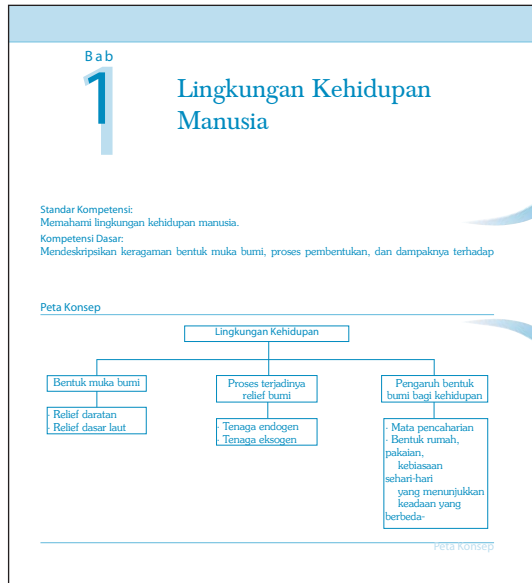 Bab
1
Lingkungan Kehidupan
Manusia
Standar Kompetensi:
Memahami lingkungan kehidupan manusia.
Kompetensi Dasar:
Mendeskripsikan keragaman bentuk muka bumi, proses pembentukan, dan dampaknya terhadap
Peta Konsep
Lingkungan Kehidupan
Bentuk muka bumi
- Relief daratan
- Relief dasar laut
Proses terjadinya
relief bumi
- Tenaga endogen
- Tenaga eksogen
Pengaruh bentuk
bumi bagi kehidupan
- Mata pencaharian
- Bentuk rumah,
pakaian,
kebiasaan
sehari-hari
yang menunjukkan
keadaan yang
berbeda-
Peta Konsep